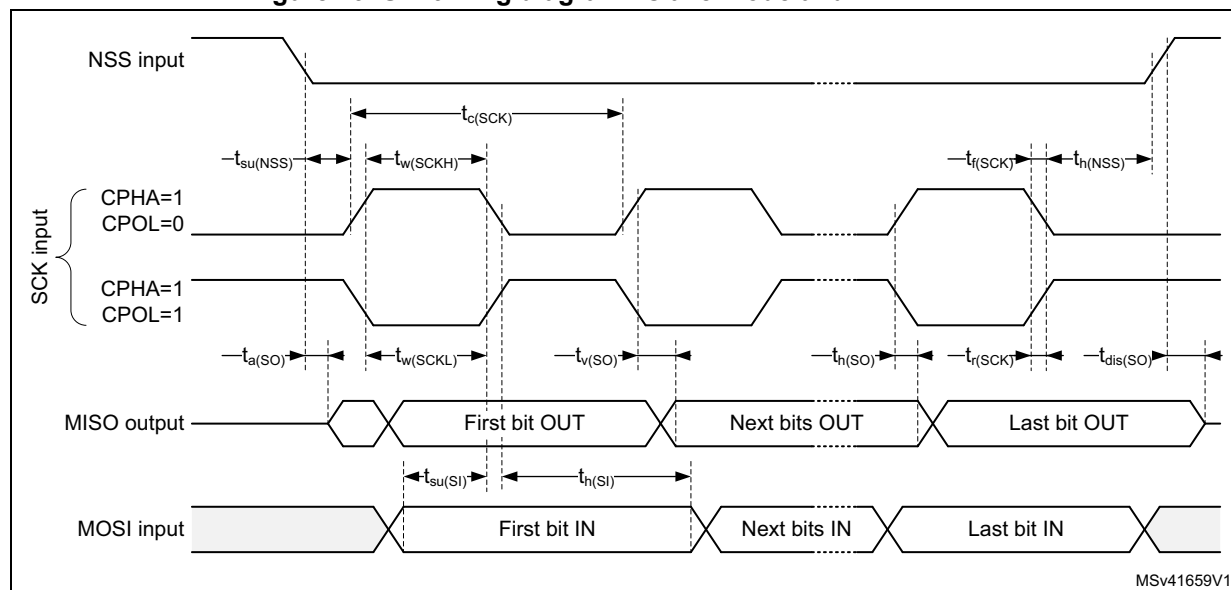 NSS input
tc(SCK)
tsu(NSS) tw(SCKH) tf(SCK) th(NSS)
SCK input
CPHA=1
CPOL=0
CPHA=1
CPOL=1
ta(SO) tw(SCKL) tv(SO) th(SO) tr(SCK) tdis(SO)
MISO output First bit OUT Next bits OUT Last bit OUT
tsu(SI) th(SI)
MOSI input First bit IN Next bits IN Last bit IN
MSv41659V1